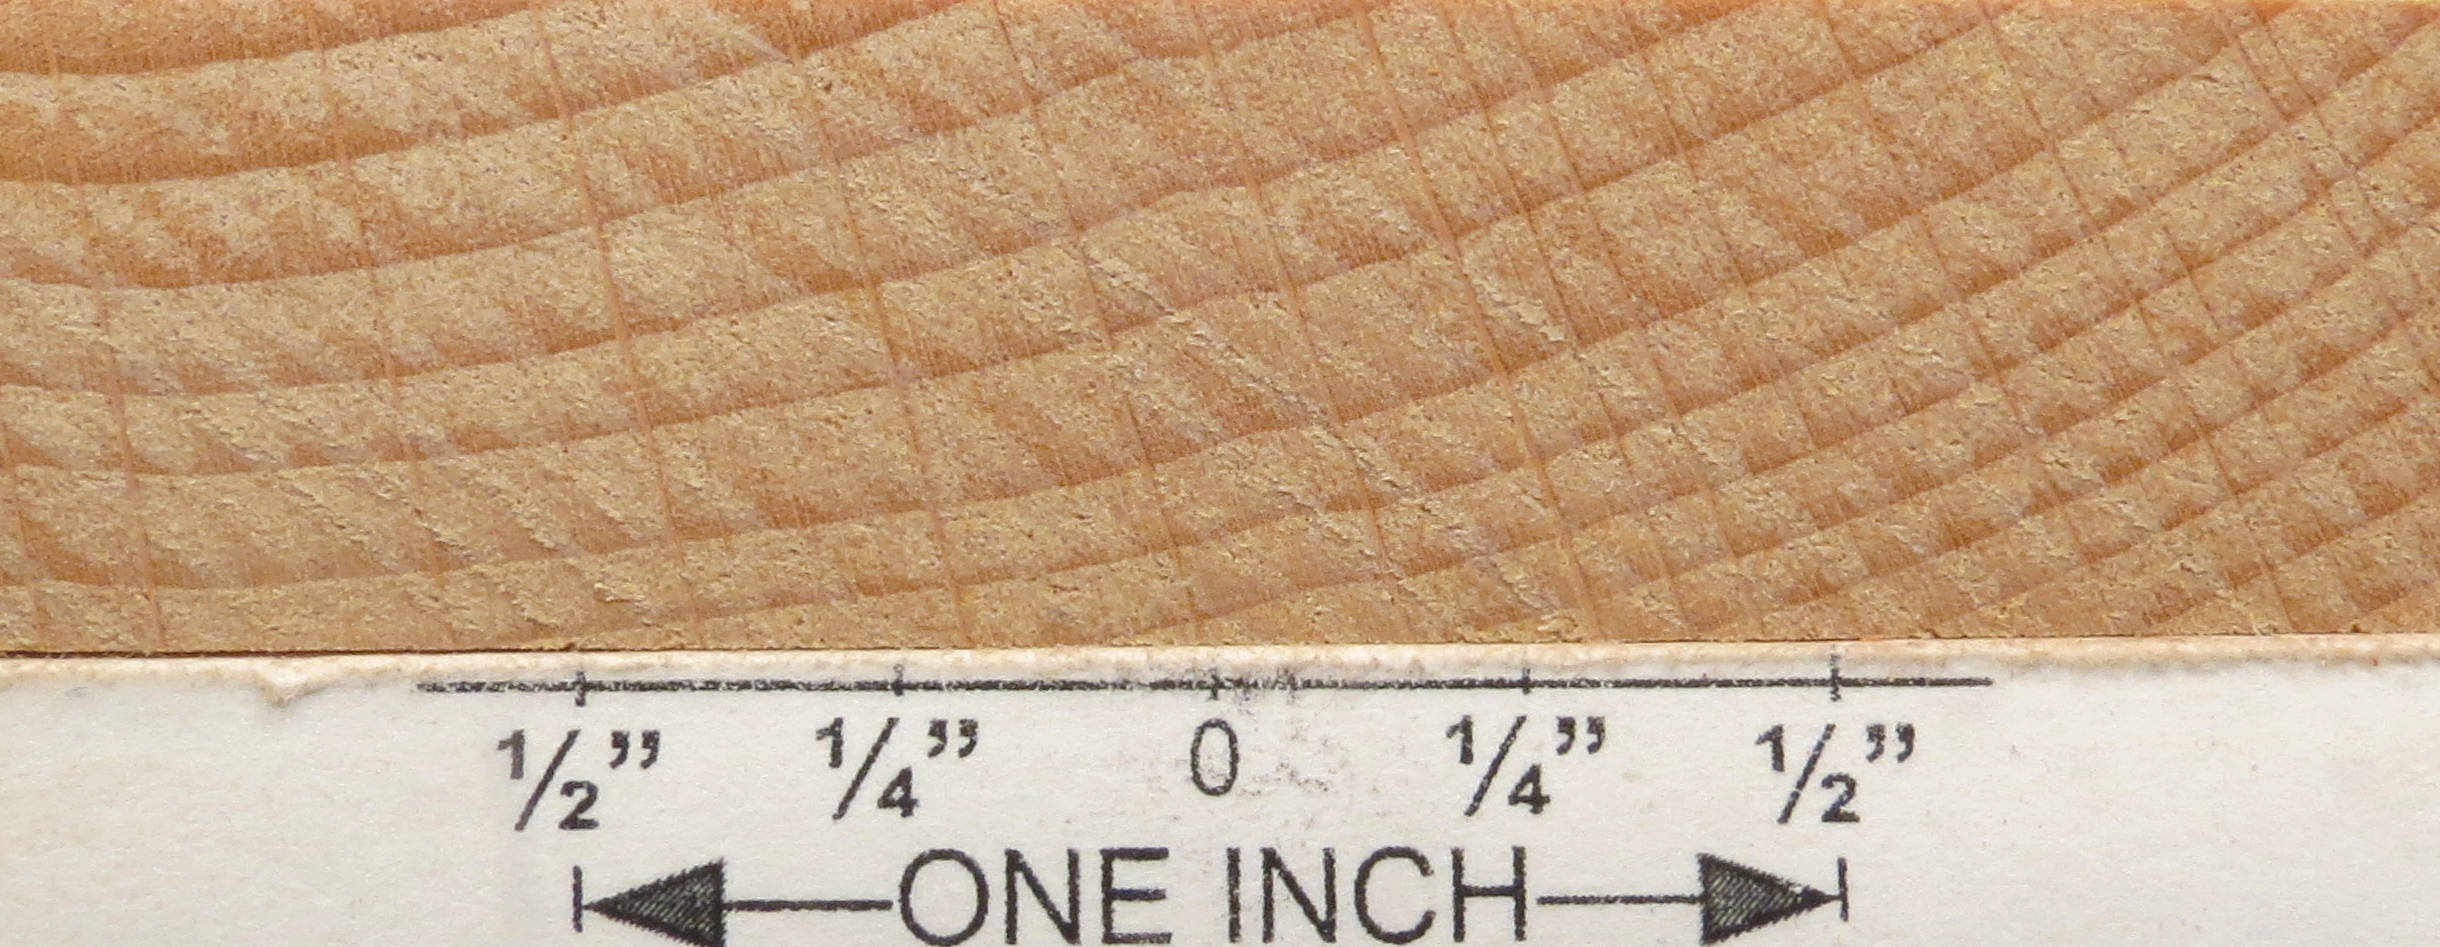 1/2” 1/4” 0 1/4” 1/2”
ONE INCH